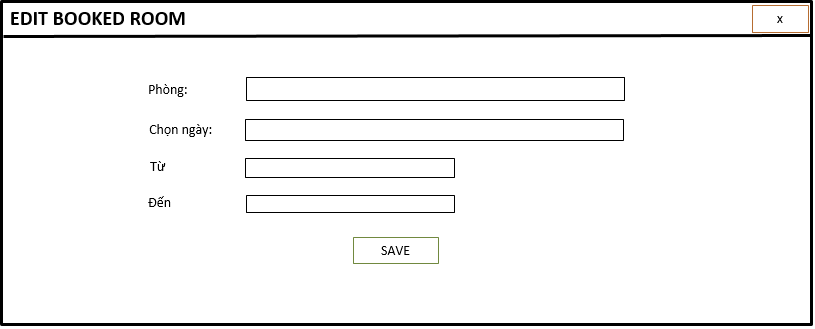 EDIT BOOKED ROOM
x
Phòng:
Chọn ngày:
Từ
Đến
SAVE